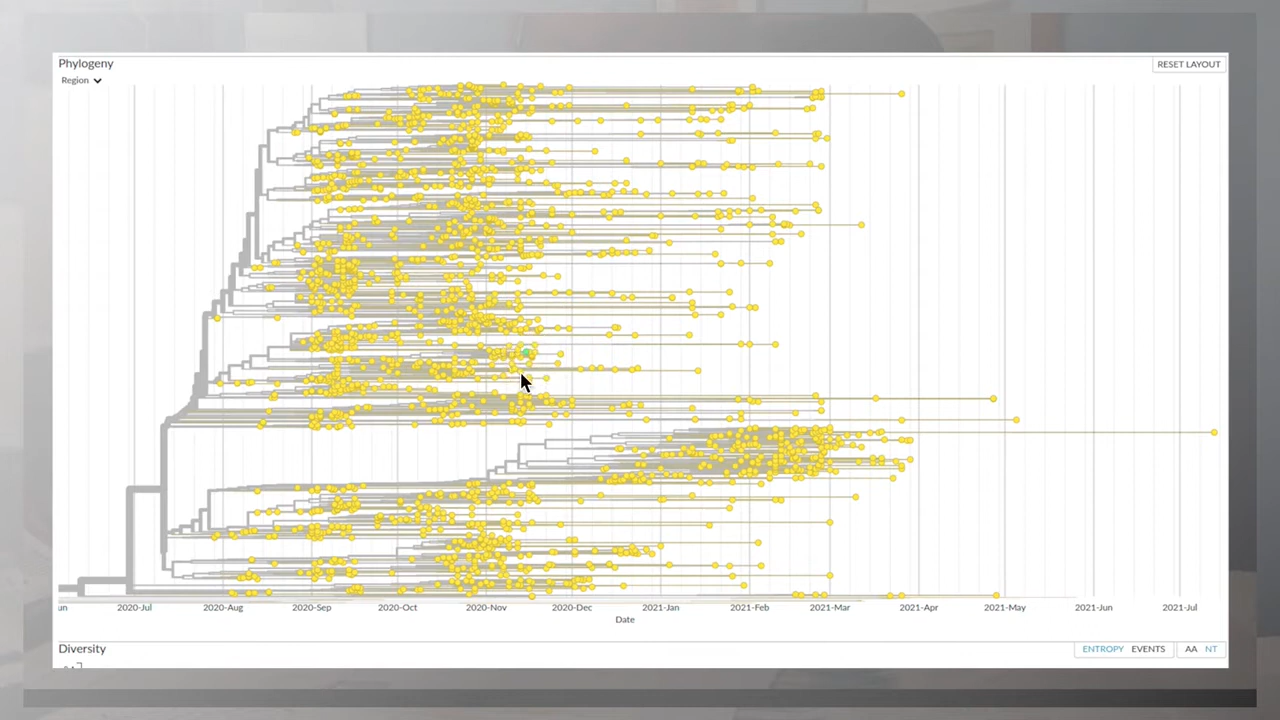 Phylogeny
RESET LAYOUT
Region
un 2020-Jul 2020-Aug 2020-Sep 2020-Oct 2020-Nov 2020-Dec 2021-Jan 2021-Feb 2021-Mar 2021-Apr 2021-May 2021-Jun 2021-Jul
Date
Diversity
ENTROPY EVENTS AA NT